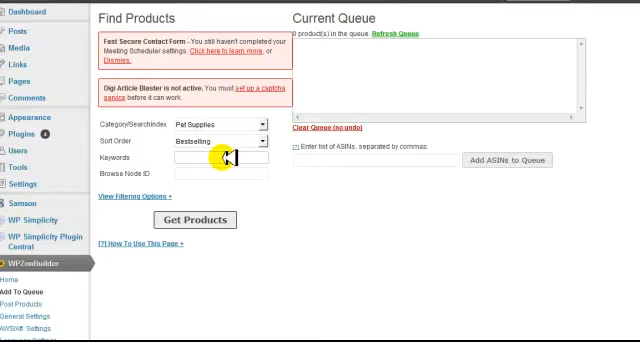 Dashboard
Posts
Media
Links
Pages
Comments
Appearance
Plugins 4
Users
Tools
Settings
Samson
WP Simplicity
WP Simplicity Plugin
Central
WPZonBuilder
Home
Add To Queue
Post Products
General Settings
AWS/Aff. Settings
Find Products
Fast Secure Contact Form - You still haven't completed your
Meeting Scheduler settings. Click here to learn more, or
Dismiss.
Digi Article Blaster is not active. You must set up a captcha
service before it can work.
Category/SearchIndex Pet Supplies
Sort Order Bestselling
Keywords
Browse Node ID
View Filtering Options +
Get Products
[?] How To Use This Page +
Current Queue
0 product(s) in the queue. Refresh Queue
Clear Queue (no undo)
[?] Enter list of ASINs, separated by commas:
Add ASINs to Queue